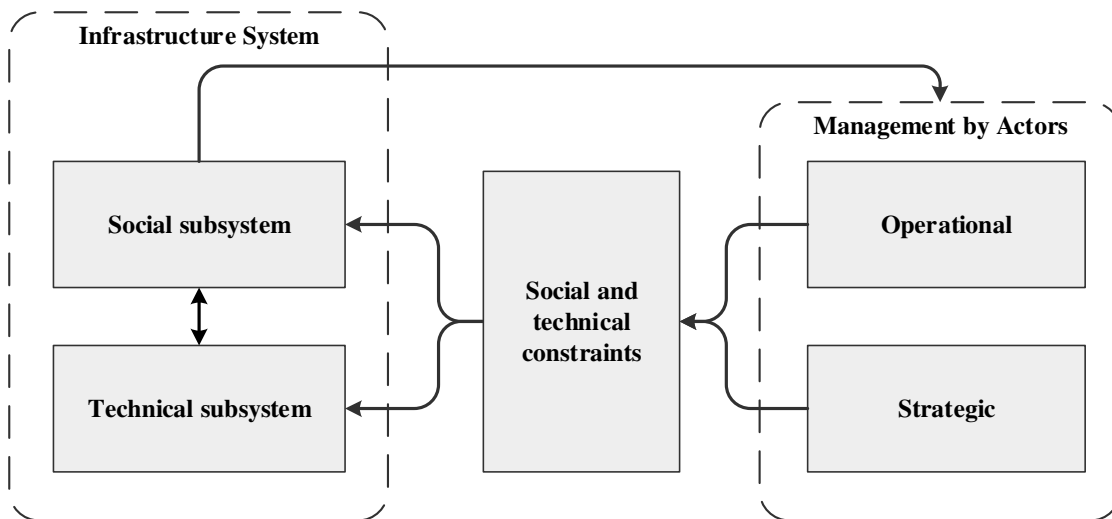 Infrastructure System
Management by Actors
Social subsystem
Operational
Social and
technical
constraints
Technical subsystem
Strategic